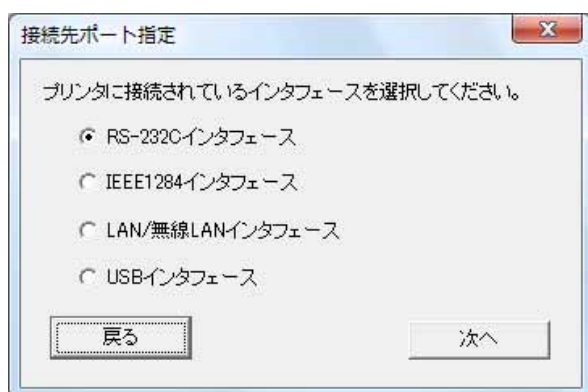 接続先ポート指定
プリンタに接続されているインタフェースを選択してください。
RS-232Cインタフェース
IEEE1284インタフェース
LAN/無線LANインタフェース
USBインタフェース
戻る
次へ